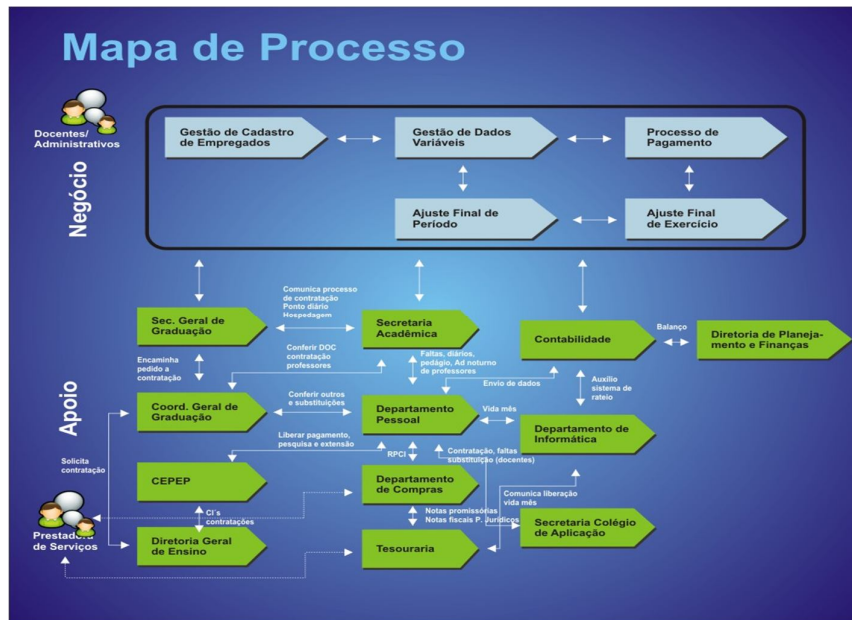 Mapa de Processo
Docentes/
Administrativos
Negócio
Gestão de Cadastro
de Empregados
Gestão de Dados
Variáveis
Processo de
Pagamento
Ajuste Final de
Período
Ajuste Final
de Exercício
Apoio
Sec. Geral de
Graduação
Comunica processo
de contratação
Ponto diário
Hospedagem
Secretaria
Acadêmica
Contabilidade
Balanço
Diretoria de Planeja-
mento e Finanças
Encaminha
pedido a
contratação
Conferir DOC
contratação
professores
Faltas, diários,
pedágio, Ad noturno
de professores
Envio de dados
Auxílio
sistema de
rateio
Coord. Geral de
Graduação
Conferir outros
e substituições
Departamento
Pessoal
Vida mês
Departamento de
Informática
Solicita
contratação
Liberar pagamento,
pesquisa e extensão
RPCI
Contratação, faltas
substituição (docentes)
CEPEP
Departamento
de Compras
Comunica liberação
vida mês
Prestadora
de Serviços
CI´s
contratações
Notas promissórias
Notas fiscais P. Jurídicos
Secretaria Colégio
de Aplicação
Diretoria Geral
de Ensino
Tesouraria